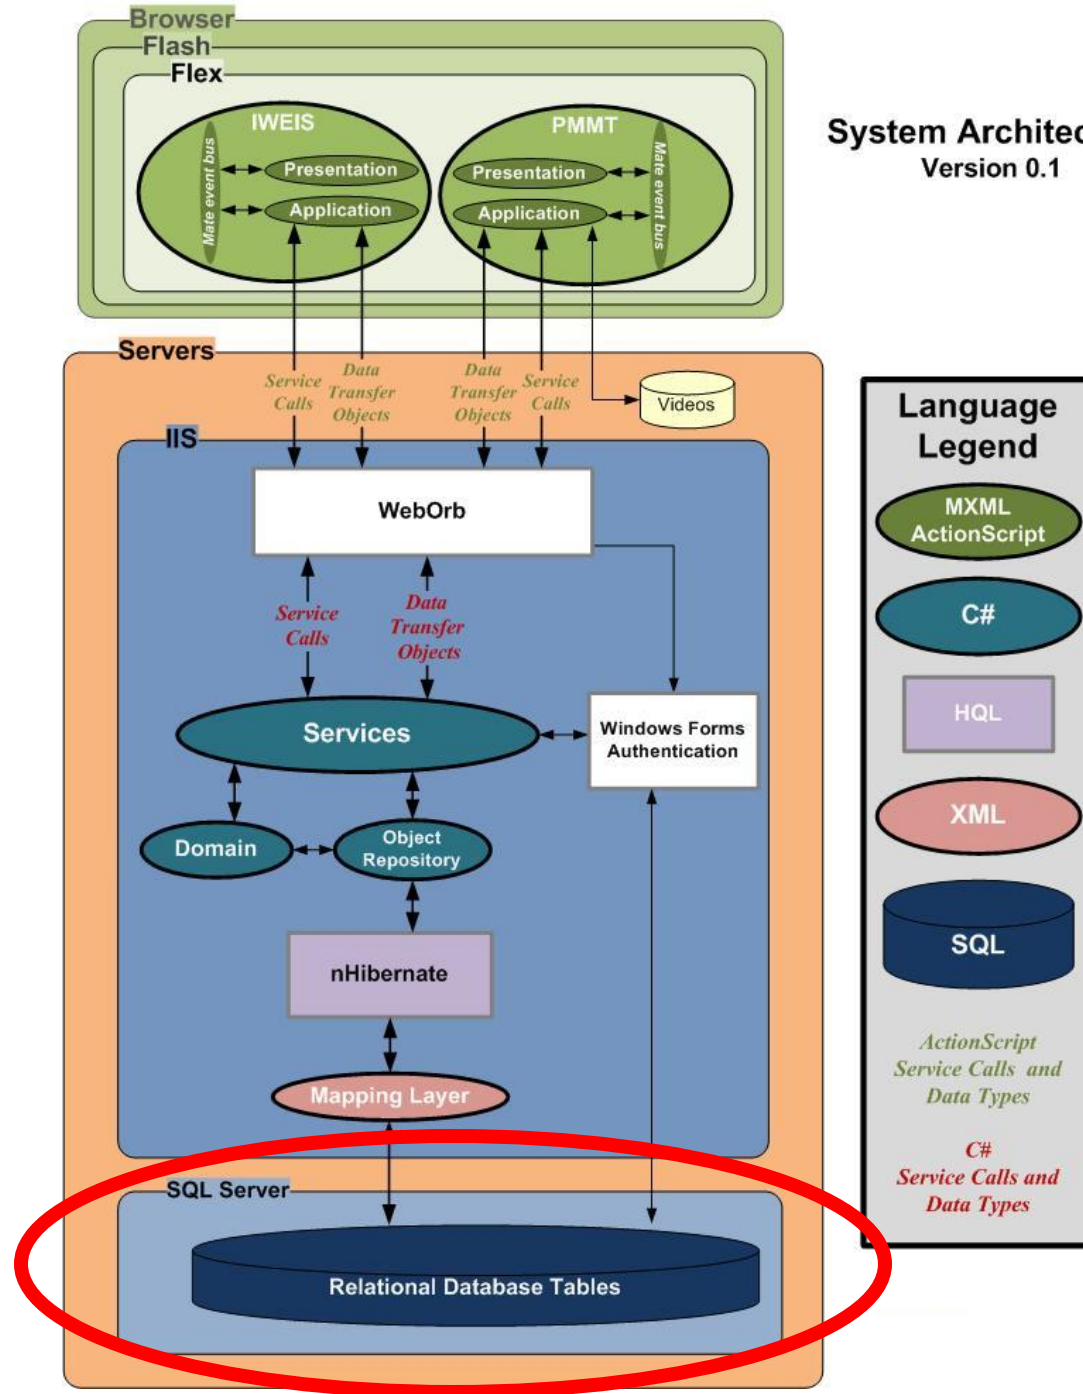 Browser
Flash
Flex
IWEIS
Mate event bus
Presentation
Application
PMMT
Presentation
Application
Mate event bus
System Architec
Version 0.1
Servers
Service
Calls
Data
Transfer
Objects
Data
Transfer
Objects
Service
Calls
Videos
IIS
WebOrb
Service
Calls
Data
Transfer
Objects
Services
Windows Forms
Authentication
Domain
Object
Repository
nHibernate
Mapping Layer
SQL Server
Relational Database Tables
Language
Legend
MXML
ActionScript
C#
HQL
XML
SQL
ActionScript
Service Calls and
Data Types
C#
Service Calls and
Data Types